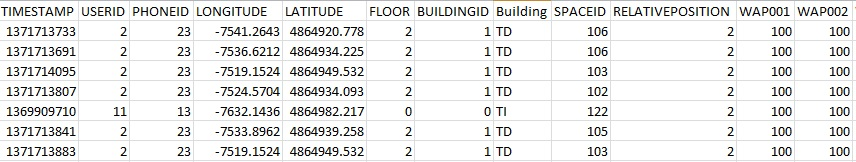 TIMESTAMP USERID PHONEID LONGITUDE LATITUDE FLOOR BUILDINGID Building SPACEID RELATIVEPOSITION WAP001 WAP002
1371713733 2 23 -7541.2643 4864920.778 2 1 TD 106 2 100 100
1371713691 2 23 -7536.6212 4864934.225 2 1 TD 106 2 100 100
1371714095 2 23 -7519.1524 4864949.532 2 1 TD 103 2 100 100
1371713807 2 23 -7524.5704 4864934.093 2 1 TD 102 2 100 100
1369909710 11 13 -7632.1436 4864982.217 0 0 TI 122 2 100 100
1371713841 2 23 -7533.8962 4864939.258 2 1 TD 105 2 100 100
1371713883 2 23 -7519.1524 4864949.532 2 1 TD 103 2 100 100